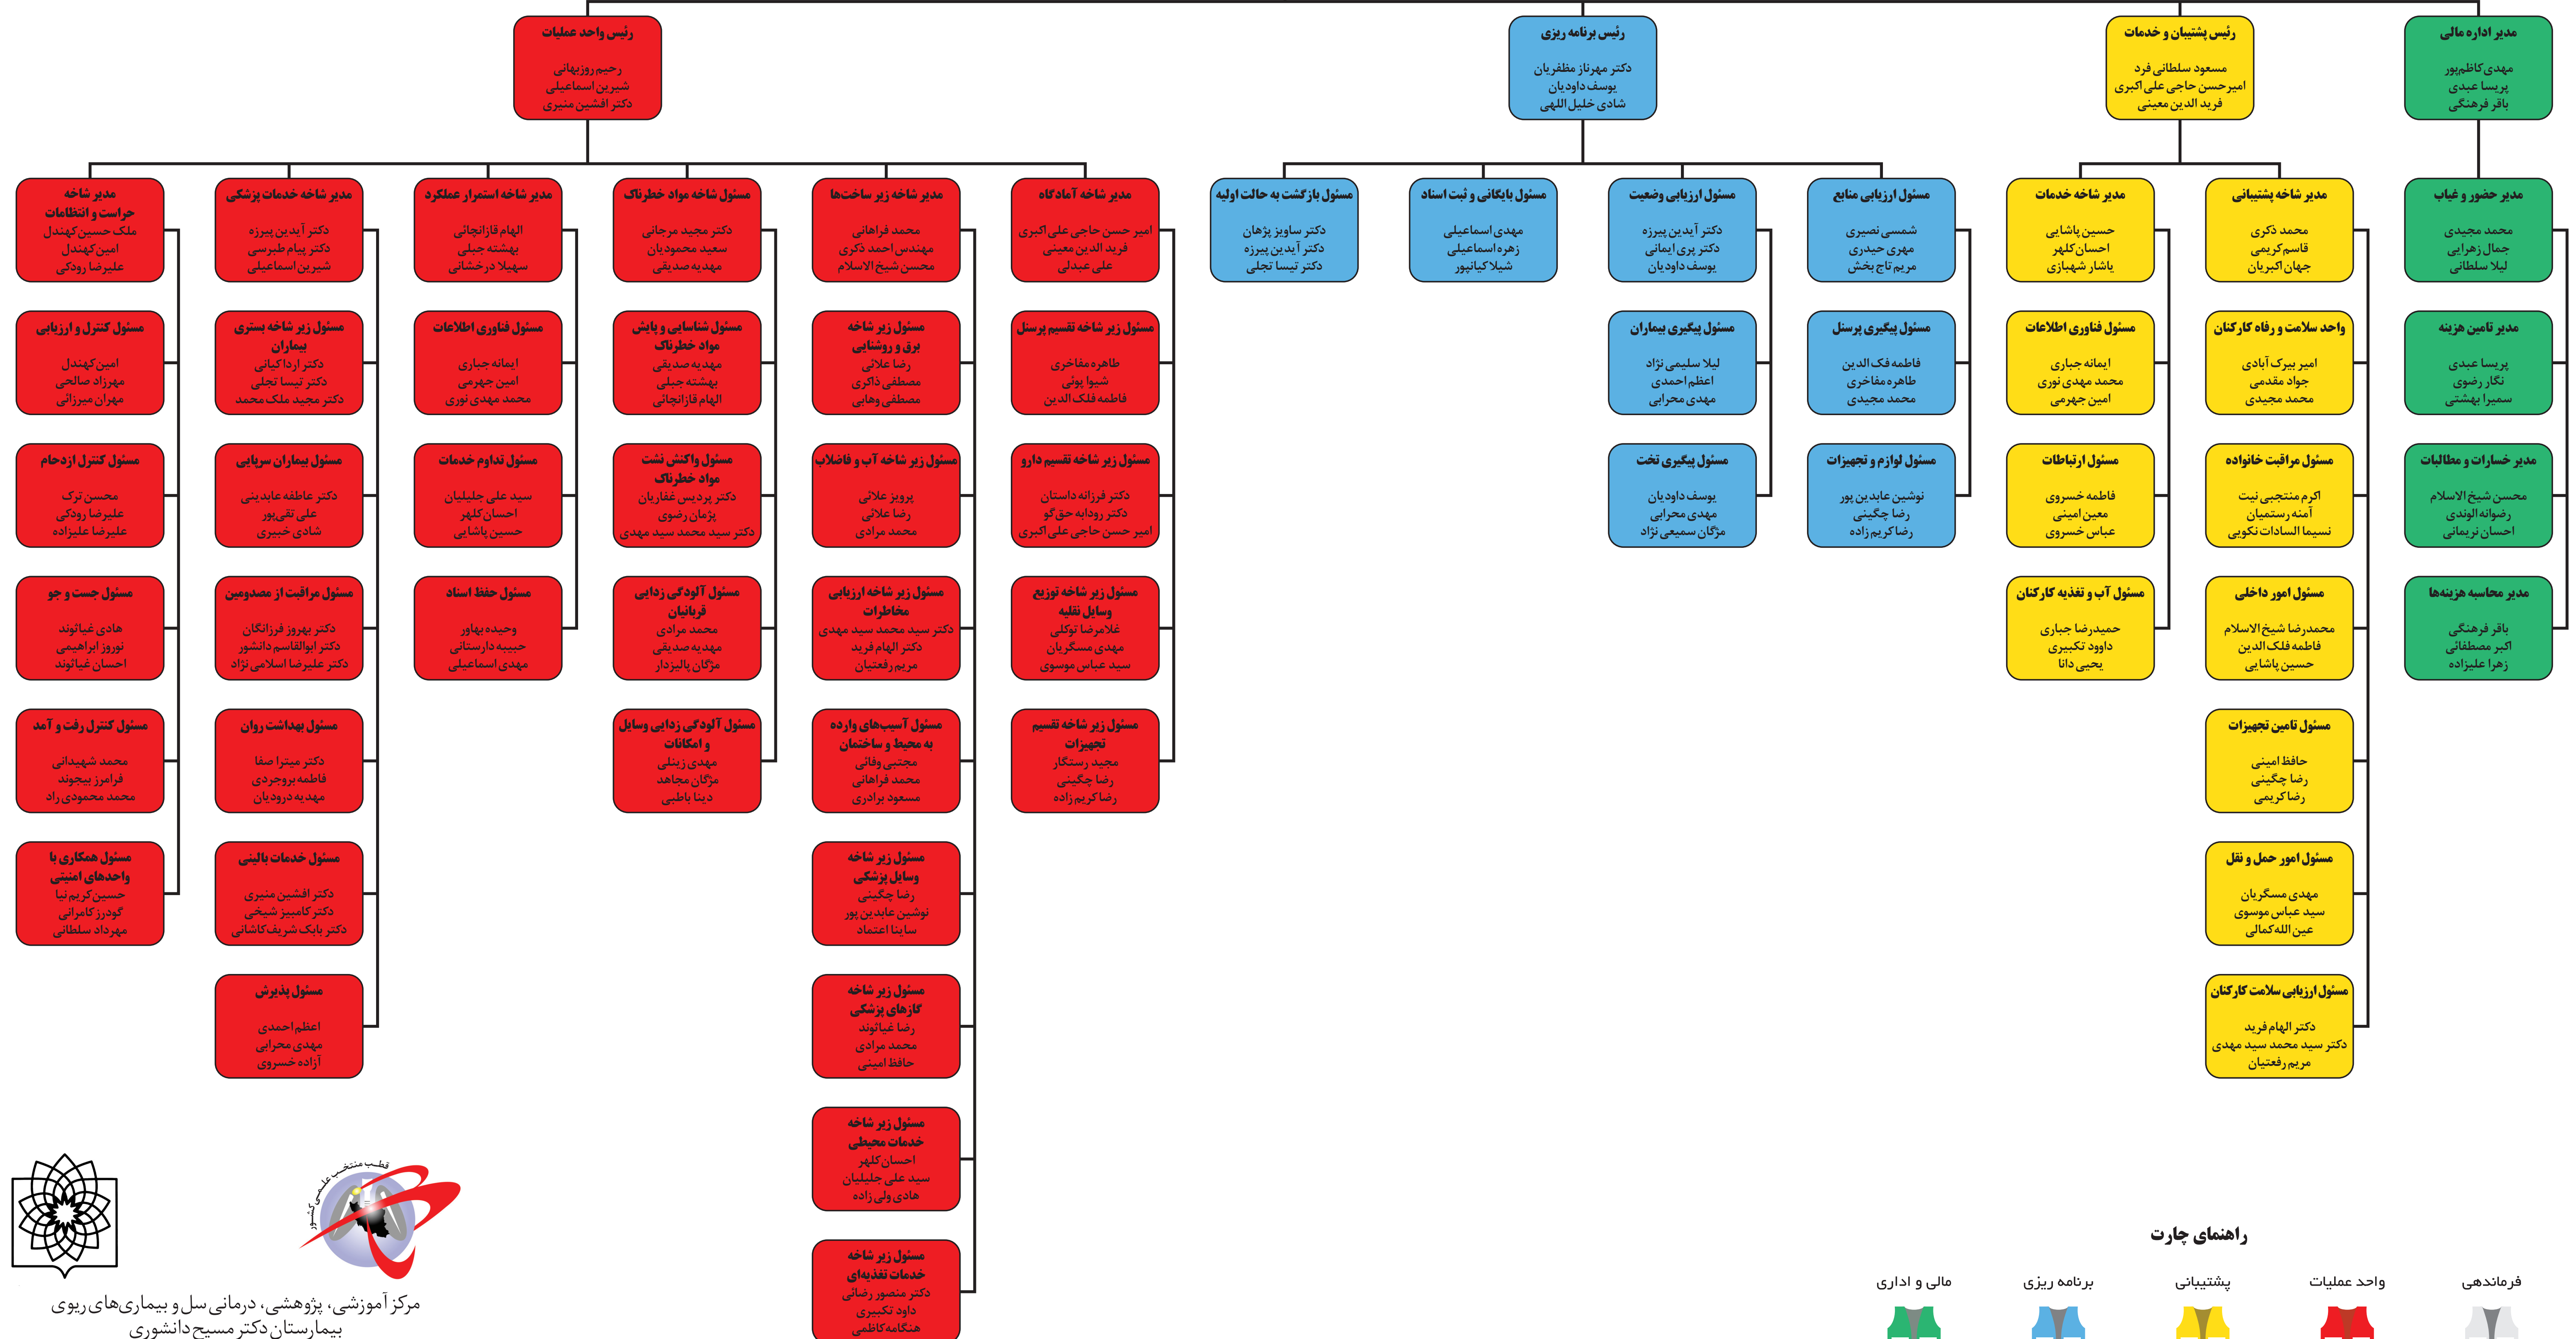 مدیر اداره مالی
مهدی کاظم‌پور
پریسا عبدی
باقر فرهنگی
رئیس پشتیبان و خدمات
مسعود سلطانی فرد
امیرحسن حاجی علی اکبری
فرید الدین معینی
رئیس برنامه ریزی
دکتر مهرناز مظفریان
یوسف داودیان
شادی خلیل اللهی
رئیس واحد عملیات
رحیم روزبهانی
شیرین اسماعیلی
دکتر افشین منیری
مدیر حضور و غیاب
محمد مجیدی
جمال زهرایی
لیلا سلطانی
مدیر تامین هزینه
پریسا عبدی
نگار رضوی
سمیرا بهشتی
مدیر خسارات و مطالبات
محسن شیخ الاسلام
رضوانه الوندی
احسان نریمانی
مدیر محاسبه هزینه‌ها
باقر فرهنگی
اکبر مصطفائی
زهرا علیزاده
مدیر شاخه پشتیبانی
محمد ذکری
قاسم کریمی
جهان اکبریان
واحد سلامت و رفاه کارکنان
امیر بیرک آبادی
جواد مقدمی
محمد مجیدی
مسئول مراقبت خانواده
اکرم منتجبی نیت
آمنه رستمیان
نسیما السادات نکویی
مسئول امور داخلی
محمدرضا شیخ الاسلام
فاطمه فلک الدین
حسین پاشایی
مسئول تامین تجهیزات
حافظ امینی
رضا چگینی
رضا کریمی
مسئول امور حمل و نقل
مهدی مسگریان
سید عباس موسوی
عین الله کمالی
مسئول ارزیابی سلامت کارکنان
دکتر الهام فرید
دکتر سید محمد سید مهدی
مریم رفعتیان
مدیر شاخه خدمات
حسین پاشایی
احسان کلهر
یاشار شهبازی
مسئول فناوری اطلاعات
ایمانه جباری
محمد مهدی نوری
امین جهرمی
مسئول ارتباطات
فاطمه خسروی
معین امینی
عباس خسروی
مسئول آب و تغذیه کارکنان
حمیدرضا جباری
داوود تکبیری
یحیی دانا
مسئول ارزیابی منابع
شمسی نصیری
مهری حیدری
مریم تاج بخش
مسئول پیگیری پرسنل
فاطمه فک الدین
طاهره مفاخری
محمد مجیدی
مسئول لوازم و تجهیزات
نوشین عابدین پور
رضا چگینی
رضا کریم زاده
مسئول ارزیابی وضعیت
دکتر آیدین پیرزه
دکتر پری ایمانی
یوسف داودیان
مسئول پیگیری بیماران
لیلا سلیمی نژاد
اعظم احمدی
مهدی محرابی
مسئول پیگیری تخت
یوسف داودیان
مهدی محرابی
مژگان سمیعی نژاد
مسئول بایگانی و ثبت اسناد
مهدی اسماعیلی
زهره اسماعیلی
شیلا کیانپور
مسئول بازگشت به حالت اولیه
دکتر ساویز پژهان
دکتر آیدین پیرزه
دکتر تیسا تجلی
مدیر شاخه آمادگاه
امیر حسن حاجی علی اکبری
فرید الدین معینی
علی عبدلی
مسئول زیر شاخه تقسیم پرسنل
طاهره مفاخری
شیوا پوئی
فاطمه فلک الدین
مسئول زیر شاخه تقسیم دارو
دکتر فرزانه داستان
دکتر رودابه حق‌گو
امیر حسن حاجی علی اکبری
مسئول زیر شاخه توزیع
وسایل نقلیه
غلامرضا توکلی
مهدی مسگریان
سید عباس موسوی
مسئول زیر شاخه تقسیم
تجهیزات
مجید رستگار
رضا چگینی
رضا کریم زاده
مدیر شاخه زیر ساخت‌ها
محمد فراهانی
مهندس احمد ذکری
محسن شیخ الاسلام
مسئول زیر شاخه
برق و روشنایی
رضا علائی
مصطفی ذاکری
مصطفی وهابی
مسئول زیر شاخه آب و فاضلاب
پرویز علائی
رضا علائی
محمد مرادی
مسئول زیر شاخه ارزیابی
مخاطرات
دکتر سید محمد سید مهدی
دکتر الهام فرید
مریم رفعتیان
مسئول آسیب‌های وارده
به محیط و ساختمان
مجتبی وفائی
محمد فراهانی
مسعود برادری
مسئول زیر شاخه
وسایل پزشکی
رضا چگینی
نوشین عابدین پور
ساینا اعتماد
مسئول زیر شاخه
گازهای پزشکی
رضا غیاثوند
محمد مرادی
حافظ امینی
مسئول زیر شاخه
خدمات محیطی
احسان کلهر
سید علی جلیلیان
هادی ولی زاده
مسئول زیر شاخه
خدمات تغذیه‌ای
دکتر منصور رضائی
داود تکبیری
هنگامه کاظمی
مسئول شاخه مواد خطرناک
دکتر مجید مرجانی
سعید محمودیان
مهدیه صدیقی
مسئول شناسایی و پایش
مواد خطرناک
مهدیه صدیقی
بهشته جبلی
الهام قازانچائی
مسئول واکنش نشت
مواد خطرناک
دکتر پردیس غفاریان
پژمان رضوی
دکتر سید محمد سید مهدی
مسئول آلودگی زدایی
قربانیان
محمد مرادی
مهدیه صدیقی
مژگان پالیزدار
مسئول آلودگی زدایی وسایل
و امکانات
مهدی زینلی
مژگان مجاهد
دینا باطبی
مدیر شاخه استمرار عملکرد
الهام قازانچائی
بهشته جبلی
سهیلا درخشانی
مسئول فناوری اطلاعات
ایمانه جباری
امین جهرمی
محمد مهدی نوری
مسئول تداوم خدمات
سید علی جلیلیان
احسان کلهر
حسین پاشایی
مسئول حفظ اسناد
وحیده بهاور
حبیبه دارستانی
مهدی اسماعیلی
مدیر شاخه خدمات پزشکی
دکتر آیدین پیرزه
دکتر پیام طبرسی
شیرین اسماعیلی
مسئول زیر شاخه بستری
بیماران
دکتر اردا کیانی
دکتر تیسا تجلی
دکتر مجید ملک محمد
مسئول بیماران سرپایی
دکتر عاطفه عابدینی
علی تقی‌پور
شادی خبیری
مسئول مراقبت از مصدومین
دکتر بهروز فرزانگان
دکتر ابوالقاسم دانشور
دکتر علیرضا اسلامی نژاد
مسئول بهداشت روان
دکتر میترا صفا
فاطمه بروجردی
مهدیه درودیان
مسئول خدمات بالینی
دکتر افشین منیری
دکتر کامبیز شیخی
دکتر بابک شریف کاشانی
مسئول پذیرش
اعظم احمدی
مهدی محرابی
آزاده خسروی
مدیر شاخه
حراست و انتظامات
ملک حسین کهندل
امین کهندل
علیرضا رودکی
مسئول کنترل و ارزیابی
امین کهندل
مهرزاد صالحی
مهران میرزائی
مسئول کنترل ازدحام
محسن ترک
علیرضا رودکی
علیرضا علیزاده
مسئول جست و جو
هادی غیاثوند
نوروز ابراهیمی
احسان غیاثوند
مسئول کنترل رفت و آمد
محمد شهیدانی
فرامرز بیجوند
محمد محمودی راد
مسئول همکاری با
واحدهای امنیتی
حسین کریم نیا
گودرز کامرانی
مهرداد سلطانی
راهنمای چارت
فرماندهی
واحد عملیات
پشتیبانی
برنامه ریزی
مالی و اداری
قطب منتخب علمی کشور
مرکز آموزشی، پژوهشی، درمانی سل و بیماری‌های ریوی
بیمارستان دکتر مسیح دانشوری